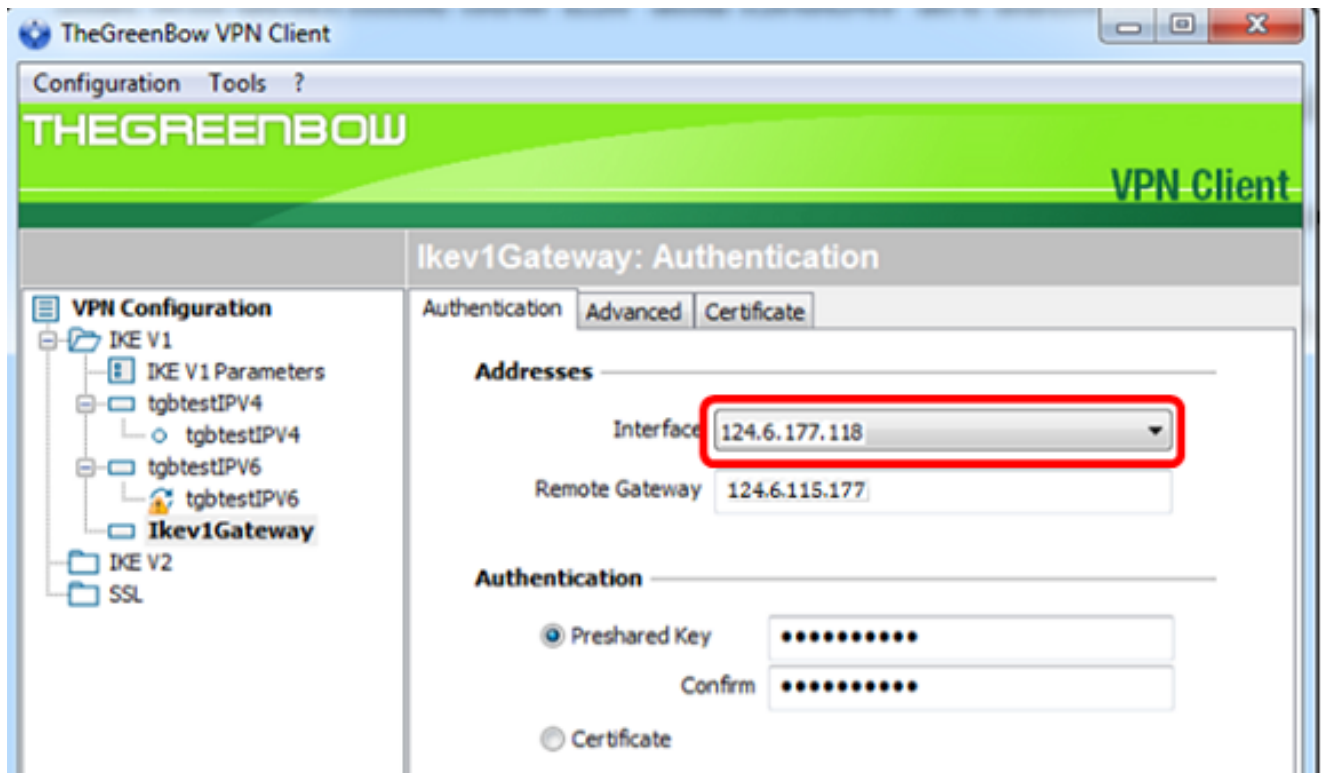 TheGreenBow VPN Client
Configuration Tools ?
THEGREENBOW
VPN Client
Ikev1Gateway: Authentication
VPN Configuration
IKE V1
IKE V1 Parameters
tgbtestIPV4
tgbtestIPV4
tgbtestIPV6
tgbtestIPV6
Ikev1Gateway
IKE V2
SSL
Authentication Advanced Certificate
Addresses
Interface 124.6.177.118
Remote Gateway 124.6.115.177
Authentication
Preshared Key ••••••••••
Confirm ••••••••••
Certificate